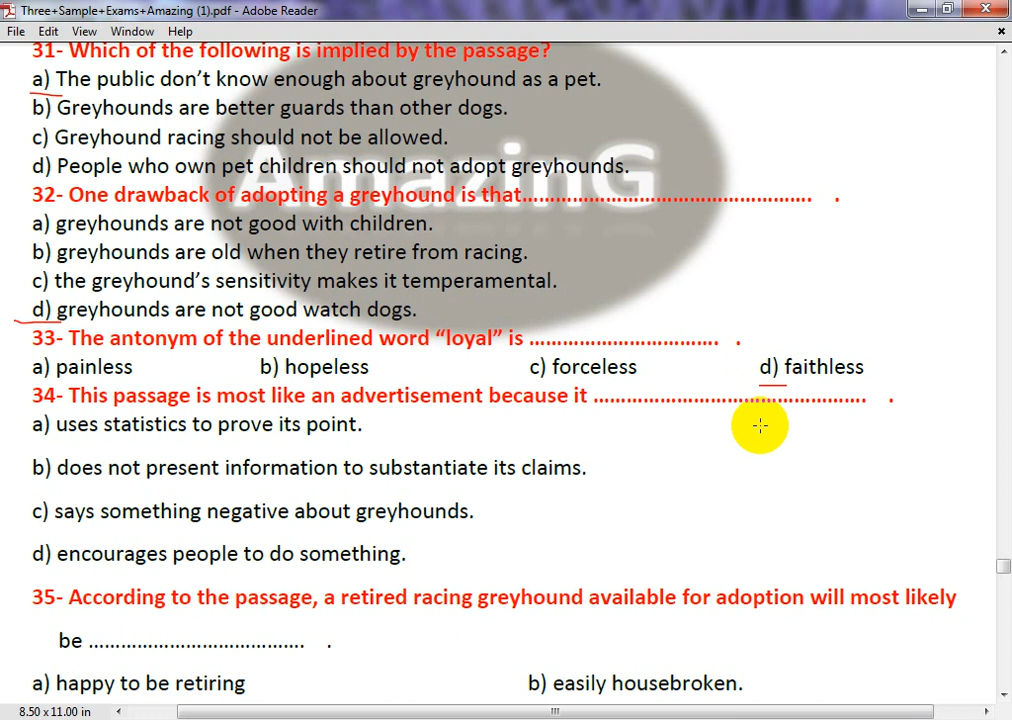 Three+Sample+Exams+Amazing (1).pdf - Adobe Reader
File Edit View Window Help
31- Which of the following is implied by the passage?
a) The public don't know enough about greyhound as a pet.
b) Greyhounds are better guards than other dogs.
c) Greyhound racing should not be allowed.
d) People who own pet children should not adopt greyhounds.
AmazinG
32- One drawback of adopting a greyhound is that……………………………………………. .
a) greyhounds are not good with children.
b) greyhounds are old when they retire from racing.
c) the greyhound's sensitivity makes it temperamental.
d) greyhounds are not good watch dogs.
33- The antonym of the underlined word "loyal" is ……………………………. .
a) painless b) hopeless c) forceless d) faithless
34- This passage is most like an advertisement because it …………………………………………. .
a) uses statistics to prove its point.
b) does not present information to substantiate its claims.
c) says something negative about greyhounds.
d) encourages people to do something.
35- According to the passage, a retired racing greyhound available for adoption will most likely
be ………………………………… .
a) happy to be retiring b) easily housebroken.
8.50 x 11.00 in